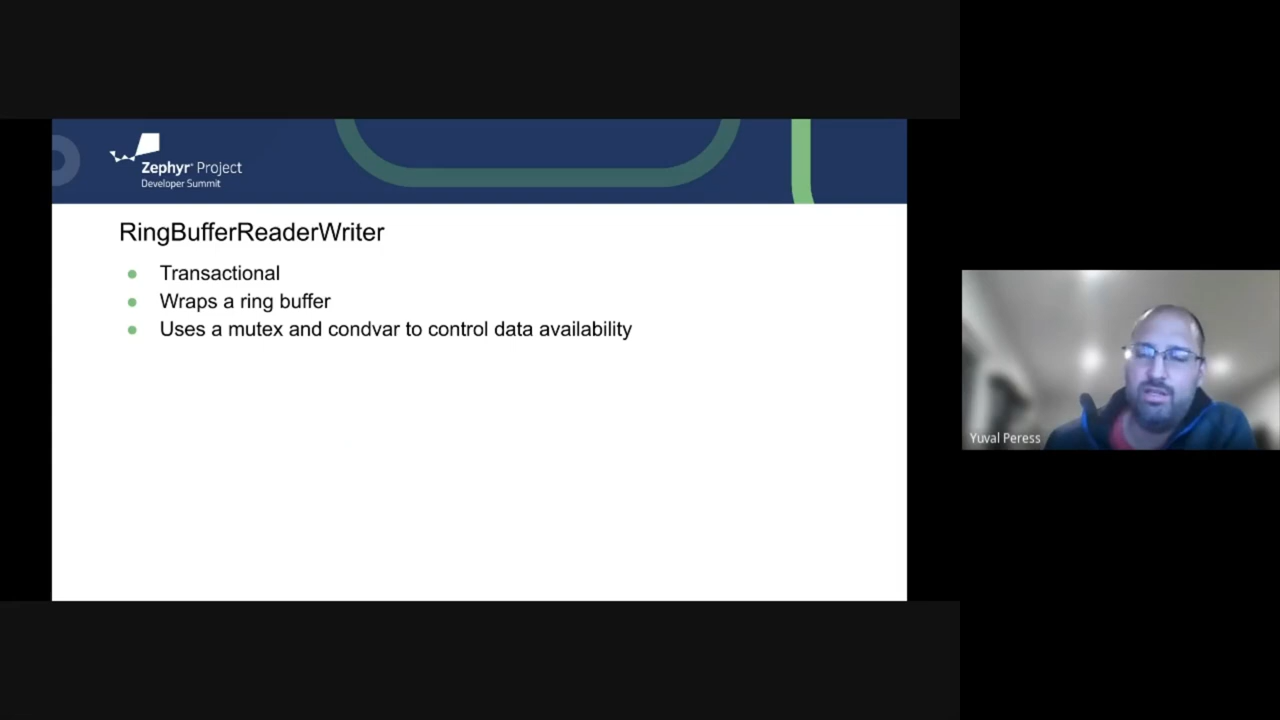 Zephyr® Project
Developer Summit
RingBufferReaderWriter
Transactional
Wraps a ring buffer
Uses a mutex and condvar to control data availability
Yuval Peress